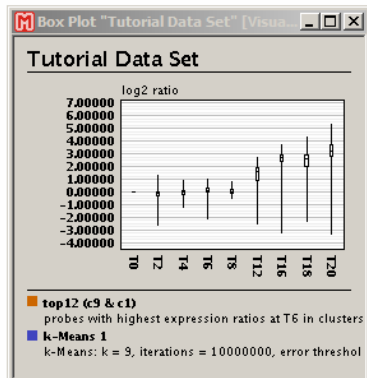 Box Plot "Tutorial Data Set" [Visua...
Tutorial Data Set
log2 ratio
7.00000
6.00000
5.00000
4.00000
3.00000
2.00000
1.00000
0.00000
-1.00000
-2.00000
-3.00000
-4.00000
T0 T2 T4 T6 T8 T12 T16 T18 T20
top12 (c9 & c1)
probes with highest expression ratios at T6 in clusters
k-Means 1
k-Means: k = 9, iterations = 10000000, error threshol